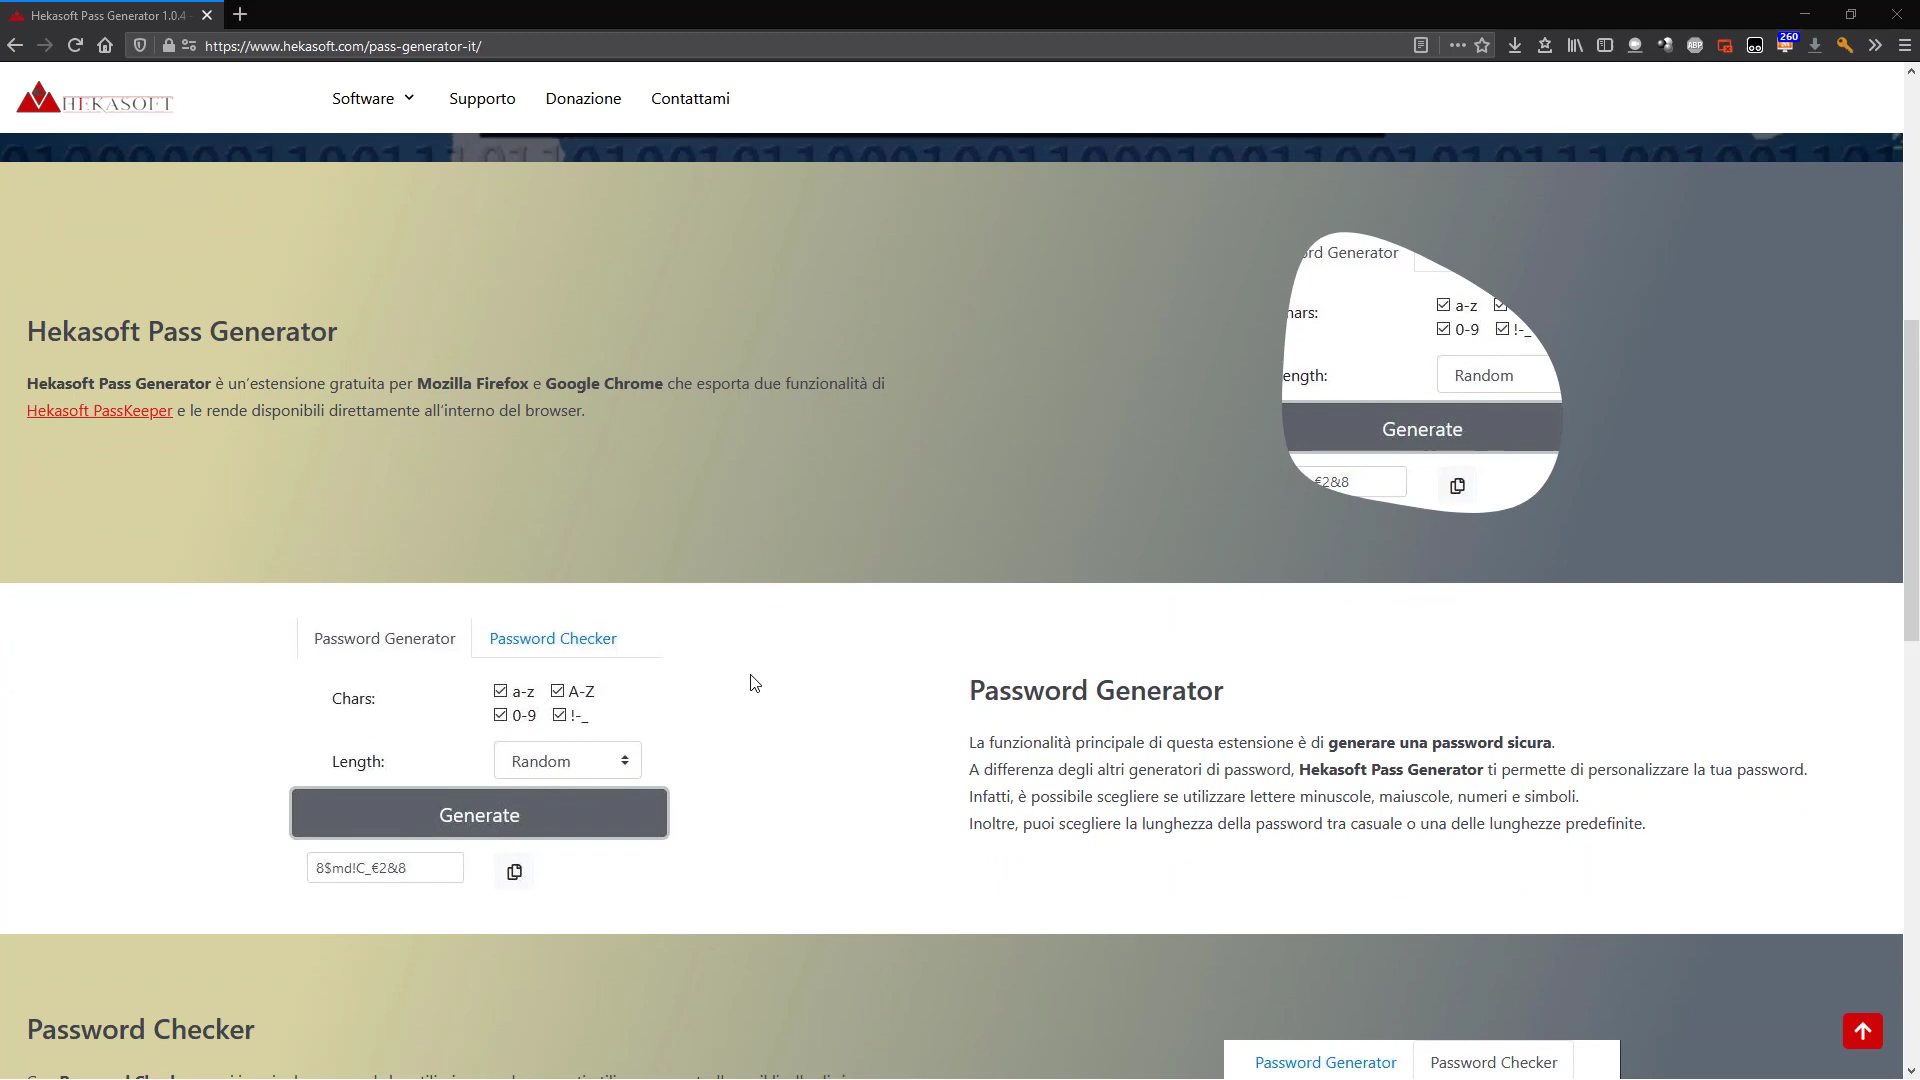 Hekasoft Pass Generator 1.0.4
https://www.hekasoft.com/pass-generator-it/
ABP
260
HEKASOFT
Software
Supporto
Donazione
Contattami
Hekasoft Pass Generator
Hekasoft Pass Generator è un'estensione gratuita per Mozilla Firefox e Google Chrome che esporta due funzionalità di
Hekasoft PassKeeper e le rende disponibili direttamente all'interno del browser.
Generator
a-z
0-9 !-_
Random
Generate
€2&8
Password Generator
Password Checker
Chars:
a-z A-Z
0-9 !-_
Length:
Random
Generate
8$md!C_€2&8
Password Generator
La funzionalità principale di questa estensione è di generare una password sicura.
A differenza degli altri generatori di password, Hekasoft Pass Generator ti permette di personalizzare la tua password.
Infatti, è possibile scegliere se utilizzare lettere minuscole, maiuscole, numeri e simboli.
Inoltre, puoi scegliere la lunghezza della password tra casuale o una delle lunghezze predefinite.
Password Checker
Password Generator
Password Checker